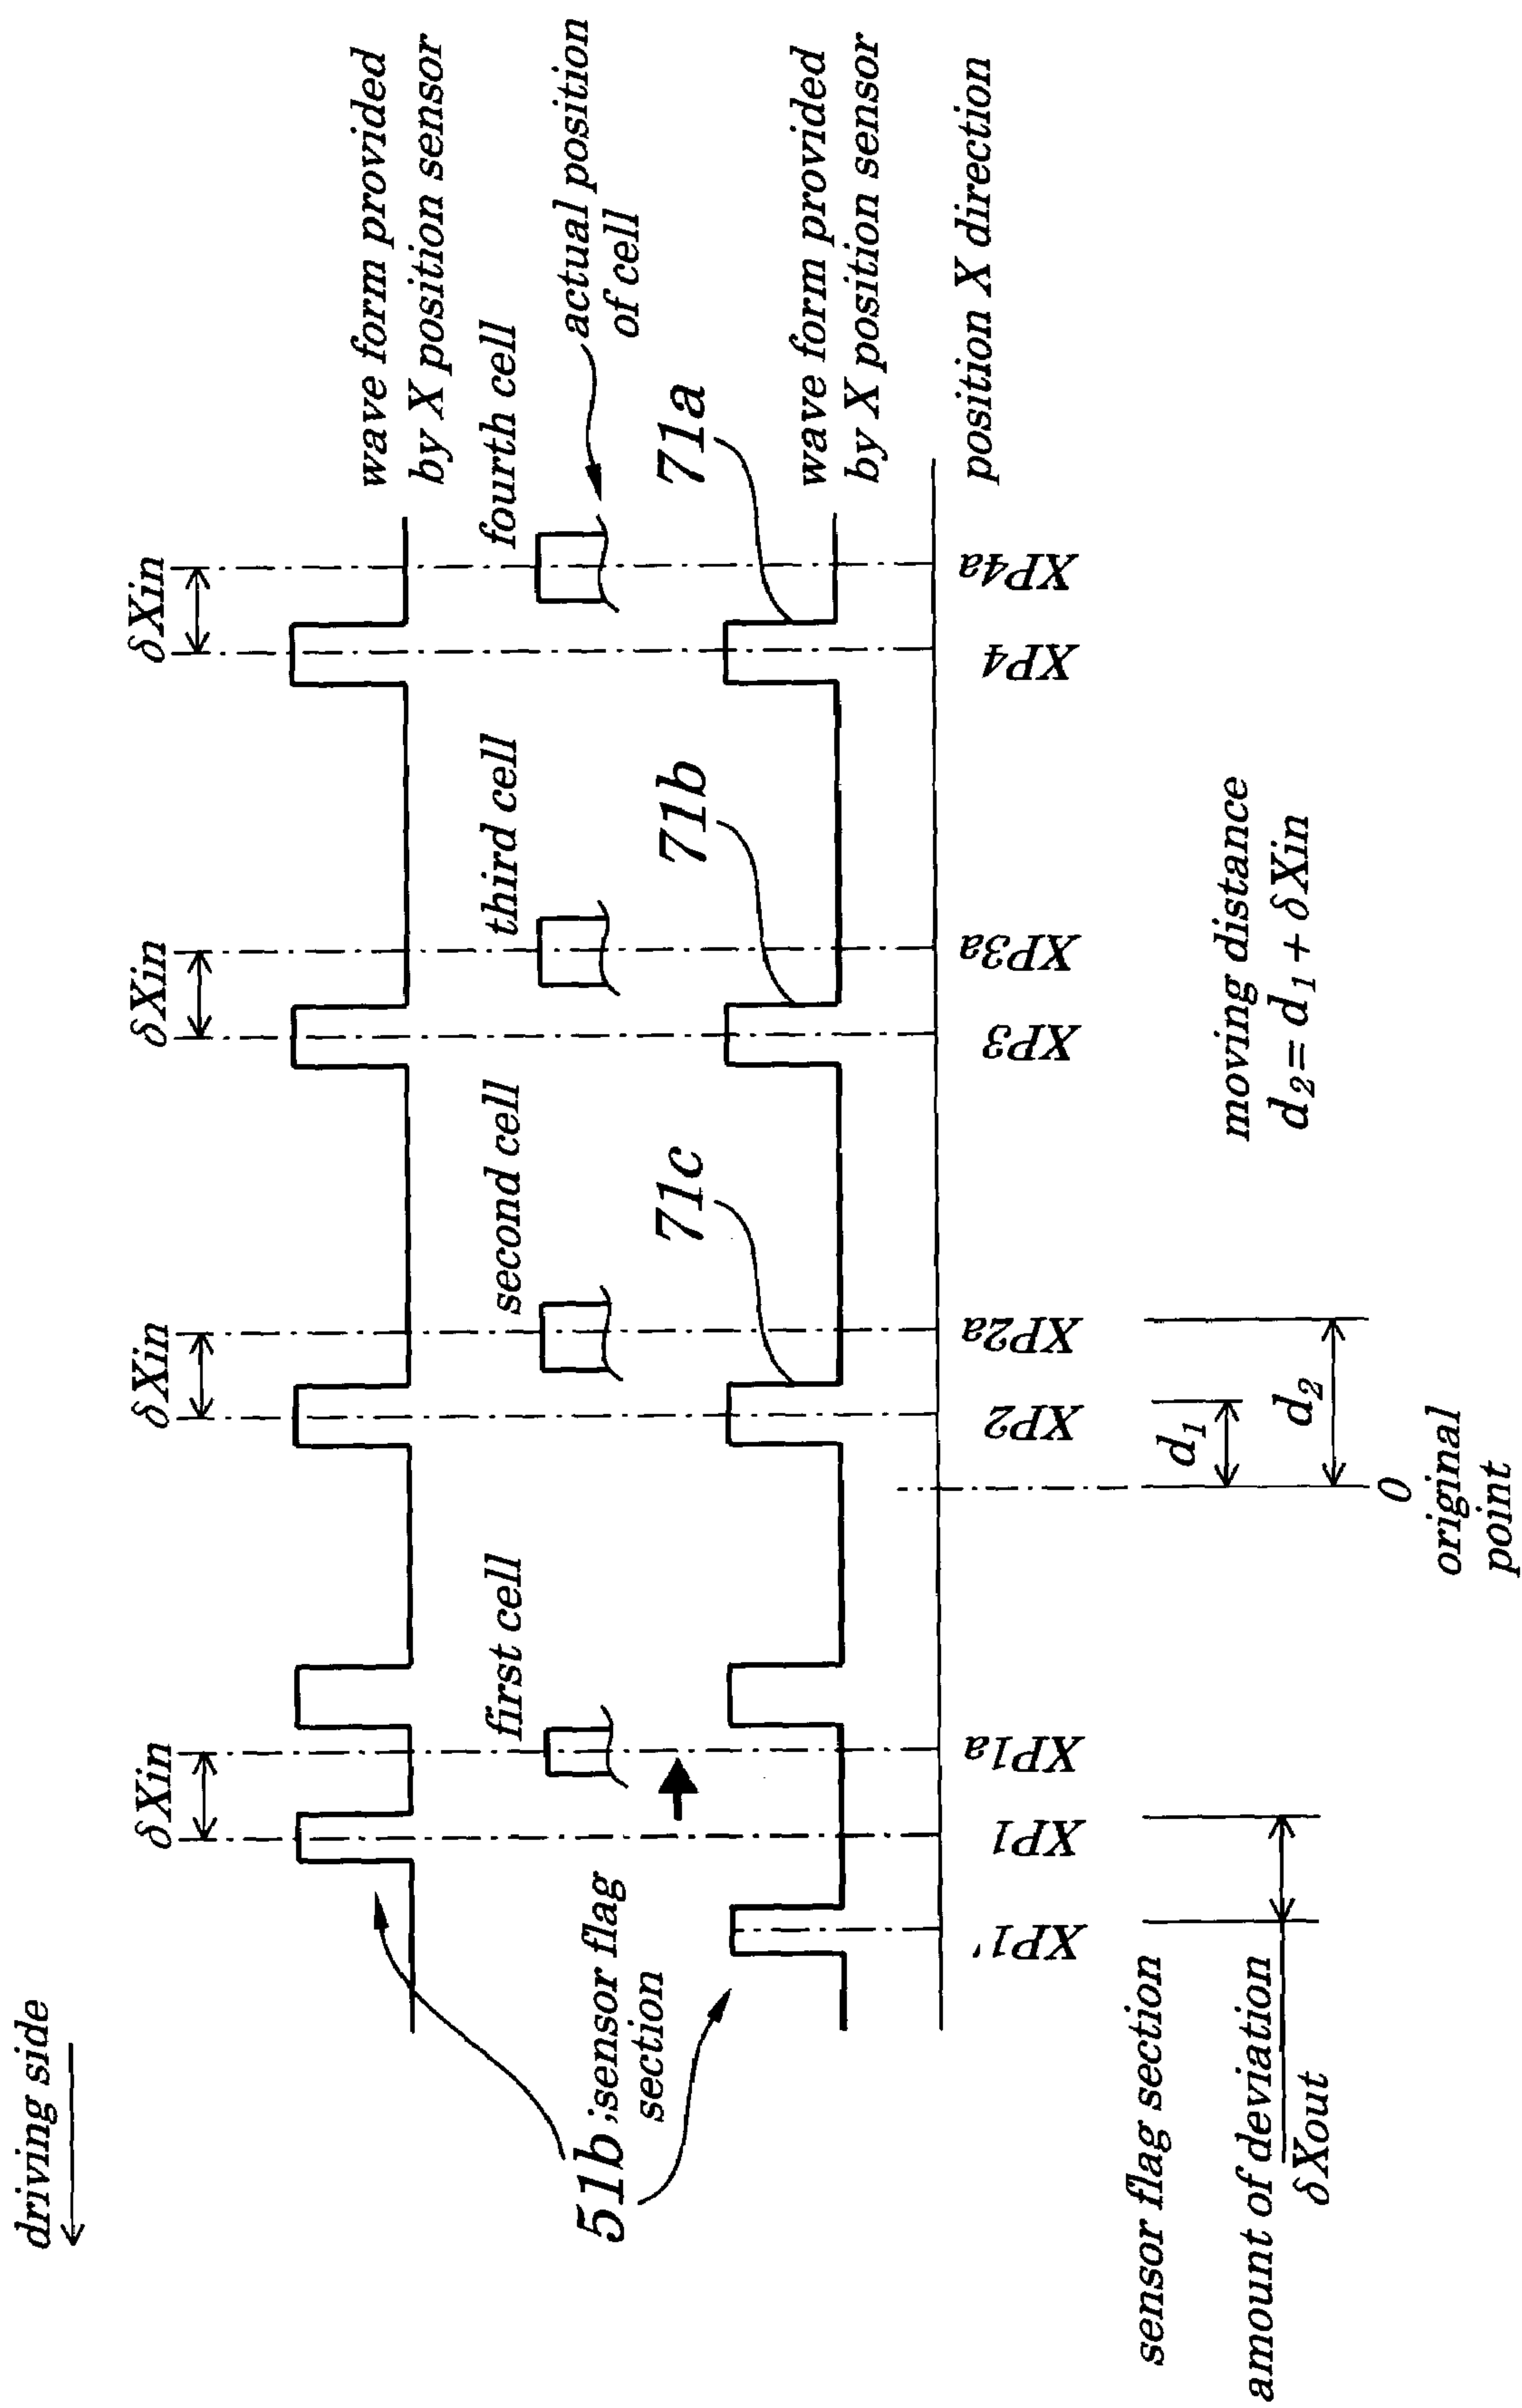 driving side
δXin
δXin
δXin
δXin
wave form provided
by X position sensor
first cell
second cell
third cell
fourth cell
actual position
of cell
51b;sensor flag
section
71c
71b
71a
wave form provided
by X position sensor
XP1'
XP1
XP1a
XP2
XP2a
XP3
XP3a
XP4
XP4a
position X direction
sensor flag section
amount of deviation
δXout
d1
d2
0
original
point
moving distance
d2=d1+δXin